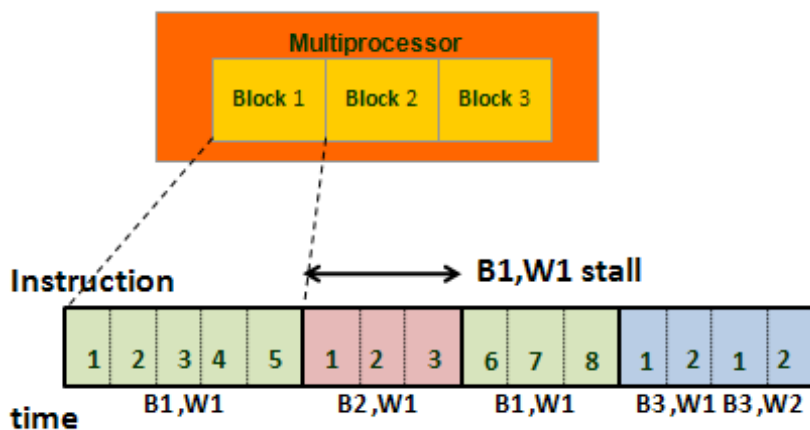 Multiprocessor
Block 1 Block 2 Block 3
B1,W1 stall
Instruction
1 2 3 4 5 1 2 3 6 7 8 1 2 1 2
B1,W1 B2,W1 B1,W1 B3,W1 B3,W2
time